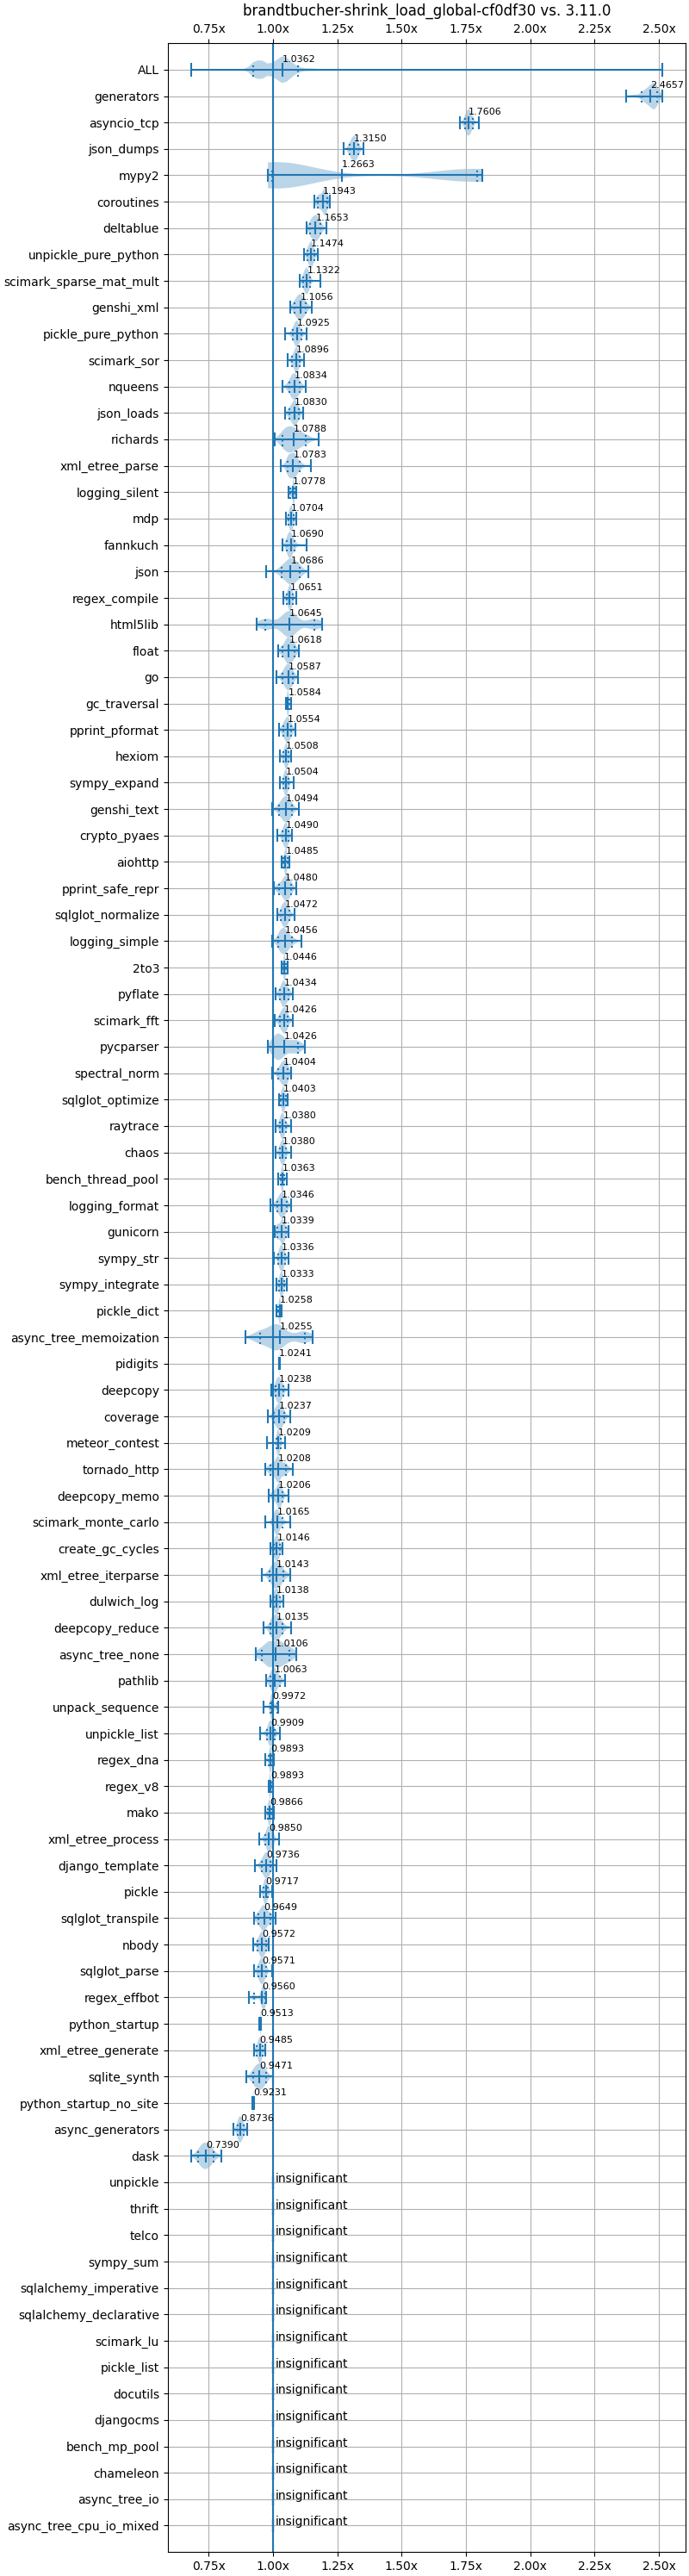 brandtbucher-shrink_load_global-cf0df30 vs. 3.11.0
0.75x 1.00x 1.25x 1.50x 1.75x 2.00x 2.25x 2.50x
ALL 1.0362
generators 2.4657
asyncio_tcp 1.7606
json_dumps 1.3150
mypy2 1.2663
coroutines 1.1943
deltablue 1.1653
unpickle_pure_python 1.1474
scimark_sparse_mat_mult 1.1322
genshi_xml 1.1056
pickle_pure_python 1.0925
scimark_sor 1.0896
nqueens 1.0834
json_loads 1.0830
richards 1.0788
xml_etree_parse 1.0783
logging_silent 1.0778
mdp 1.0704
fannkuch 1.0690
json 1.0686
regex_compile 1.0651
html5lib 1.0645
float 1.0618
go 1.0587
gc_traversal 1.0584
pprint_pformat 1.0554
hexiom 1.0508
sympy_expand 1.0504
genshi_text 1.0494
crypto_pyaes 1.0490
aiohttp 1.0485
pprint_safe_repr 1.0480
sqlglot_normalize 1.0472
logging_simple 1.0456
2to3 1.0446
pyflate 1.0434
scimark_fft 1.0426
pycparser 1.0426
spectral_norm 1.0404
sqlglot_optimize 1.0403
raytrace 1.0380
chaos 1.0380
bench_thread_pool 1.0363
logging_format 1.0346
gunicorn 1.0339
sympy_str 1.0336
sympy_integrate 1.0333
pickle_dict 1.0258
async_tree_memoization 1.0255
pidigits 1.0241
deepcopy 1.0238
coverage 1.0237
meteor_contest 1.0209
tornado_http 1.0208
deepcopy_memo 1.0206
scimark_monte_carlo 1.0165
create_gc_cycles 1.0146
xml_etree_iterparse 1.0143
dulwich_log 1.0138
deepcopy_reduce 1.0135
async_tree_none 1.0106
pathlib 1.0063
unpack_sequence 0.9972
unpickle_list 0.9909
regex_dna 0.9893
regex_v8 0.9893
mako 0.9866
xml_etree_process 0.9850
django_template 0.9736
pickle 0.9717
sqlglot_transpile 0.9649
nbody 0.9572
sqlglot_parse 0.9571
regex_effbot 0.9560
python_startup 0.9513
xml_etree_generate 0.9485
sqlite_synth 0.9471
python_startup_no_site 0.9231
async_generators 0.8736
dask 0.7390
unpickle insignificant
thrift insignificant
telco insignificant
sympy_sum insignificant
sqlalchemy_imperative insignificant
sqlalchemy_declarative insignificant
scimark_lu insignificant
pickle_list insignificant
docutils insignificant
djangocms insignificant
bench_mp_pool insignificant
chameleon insignificant
async_tree_io insignificant
async_tree_cpu_io_mixed insignificant
0.75x 1.00x 1.25x 1.50x 1.75x 2.00x 2.25x 2.50x